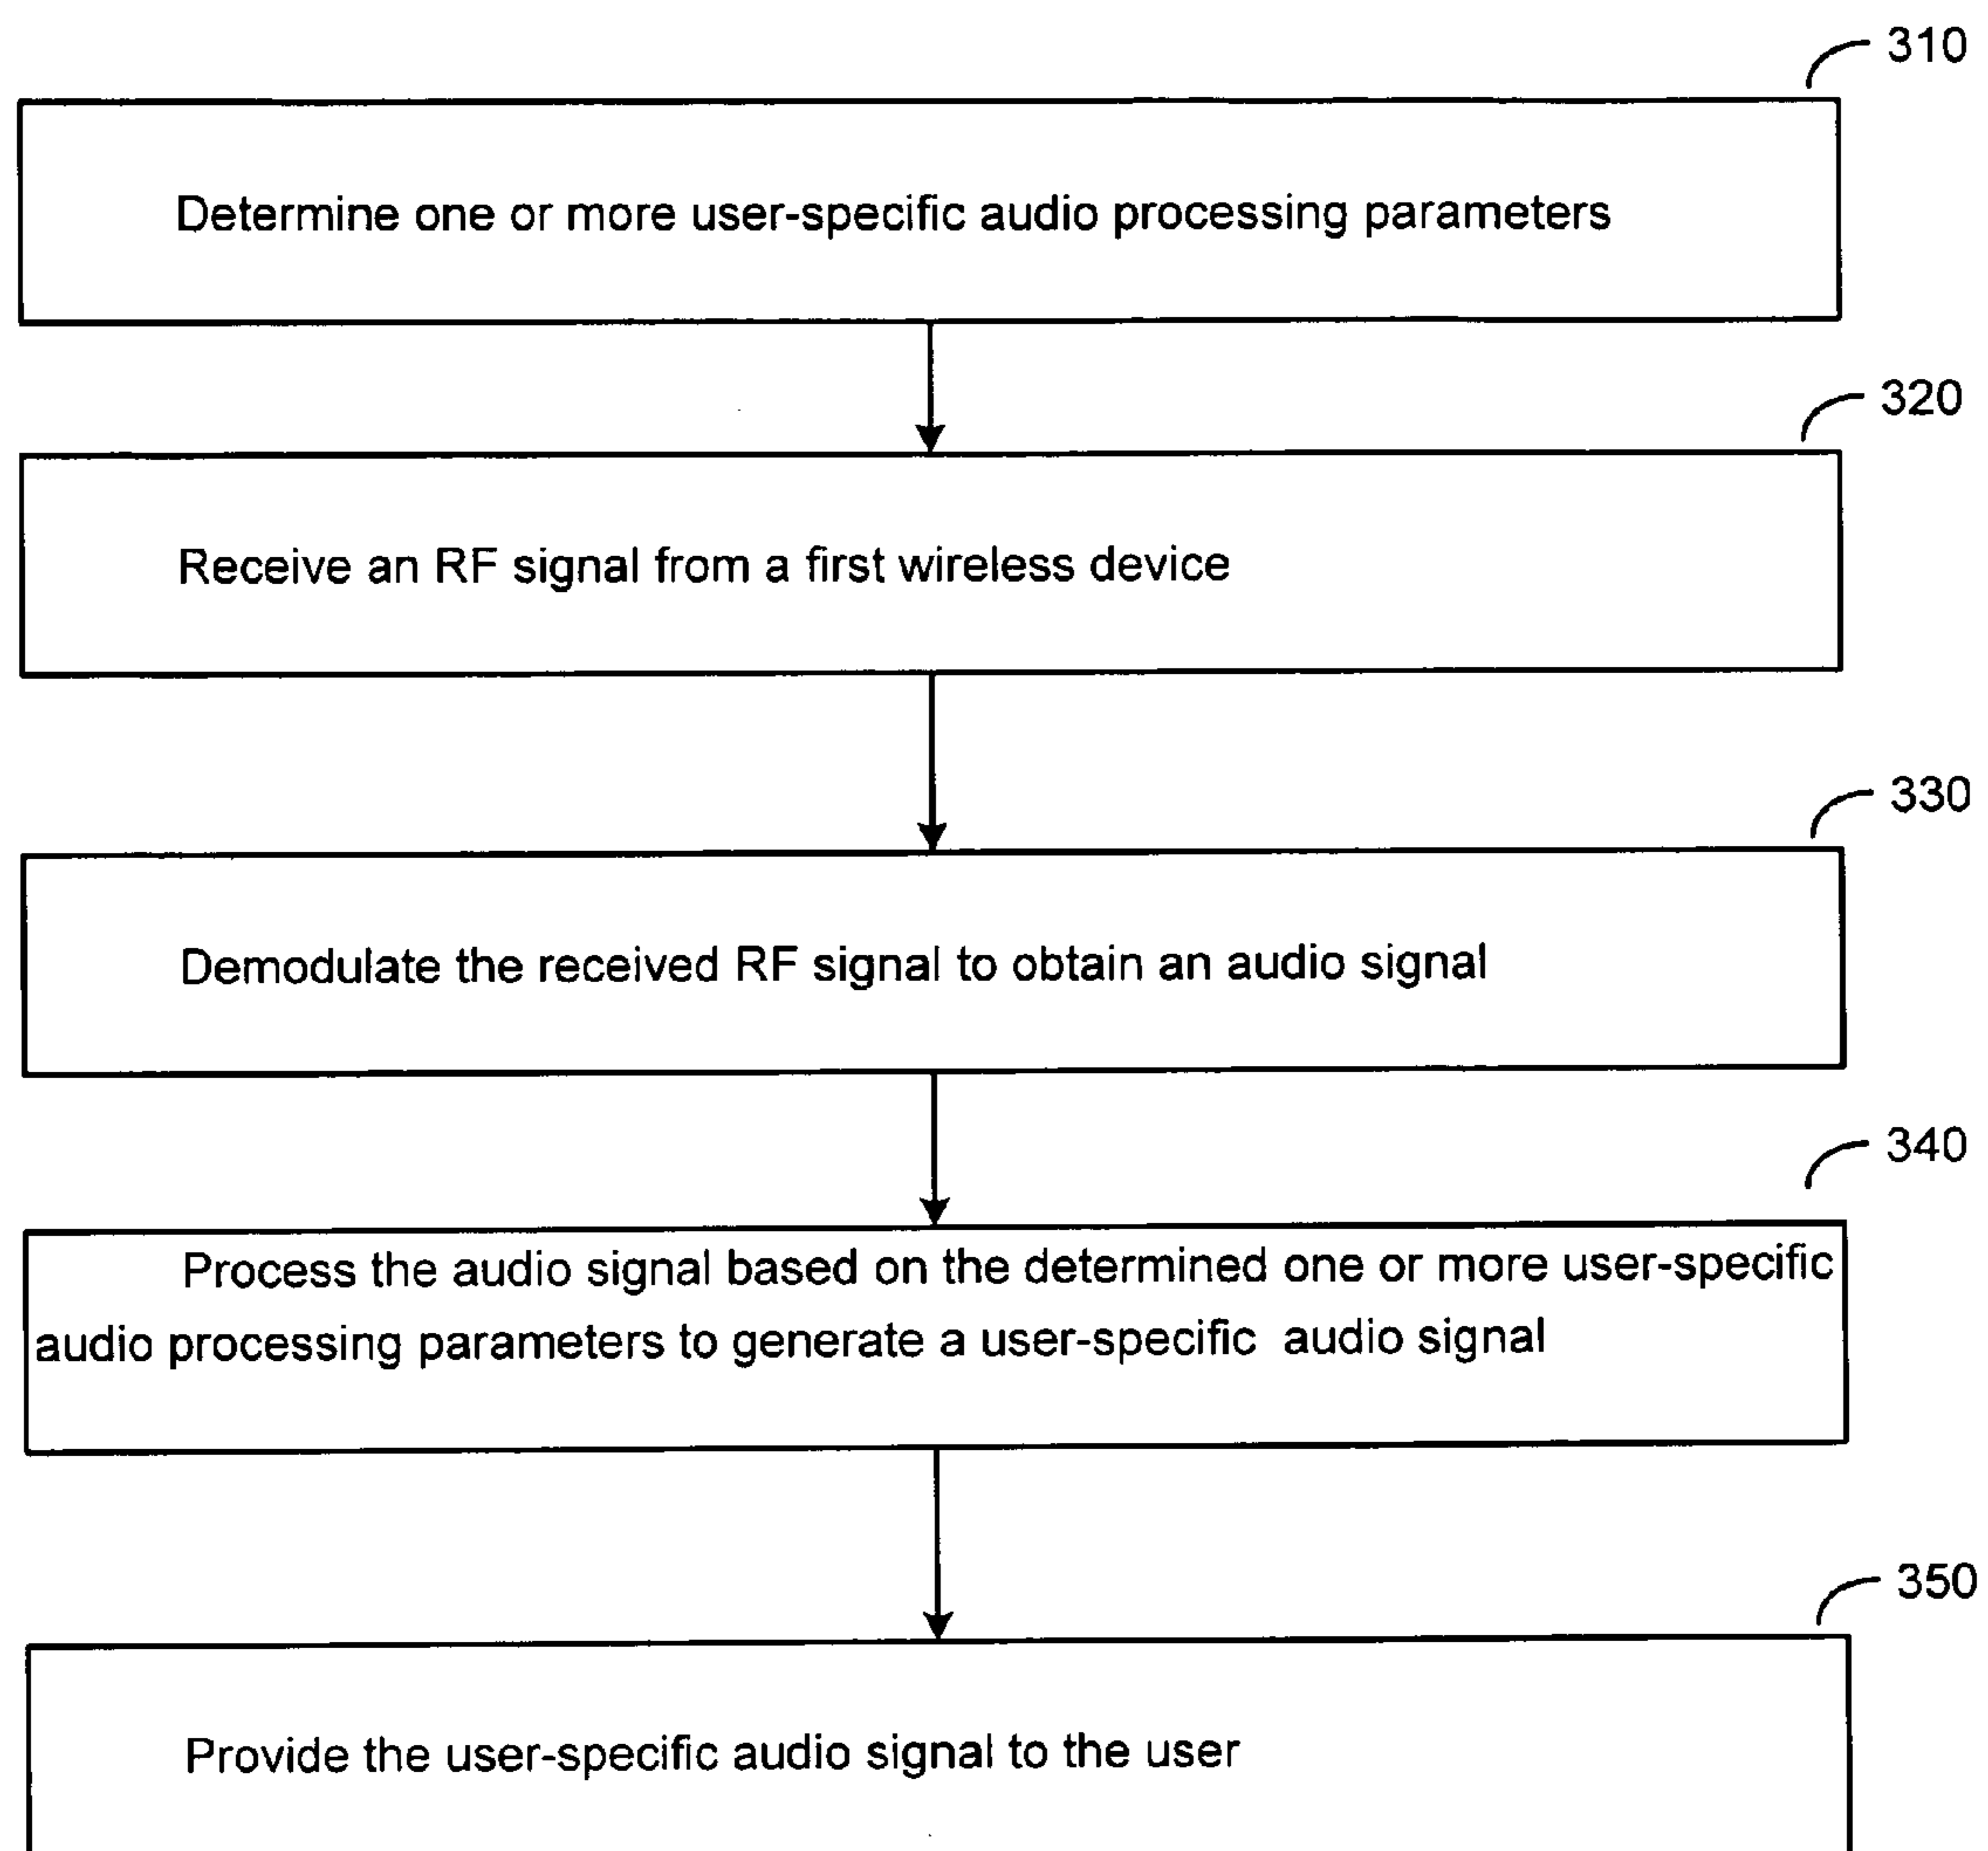 310
Determine one or more user-specific audio processing parameters
320
Receive an RF signal from a first wireless device
330
Demodulate the received RF signal to obtain an audio signal
340
Process the audio signal based on the determined one or more user-specific
audio processing parameters to generate a user-specific audio signal
350
Provide the user-specific audio signal to the user